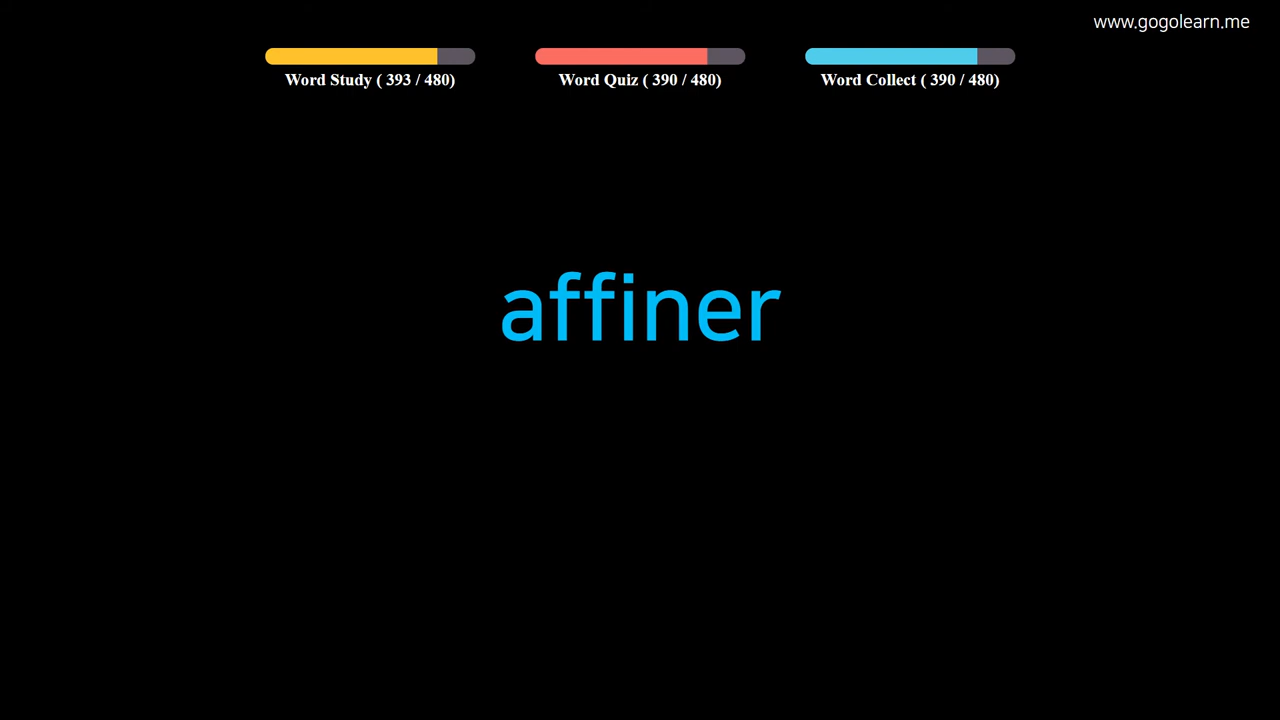 www.gogolearn.me
Word Study ( 393 / 480)
Word Quiz ( 390 / 480)
Word Collect ( 390 / 480)
affiner